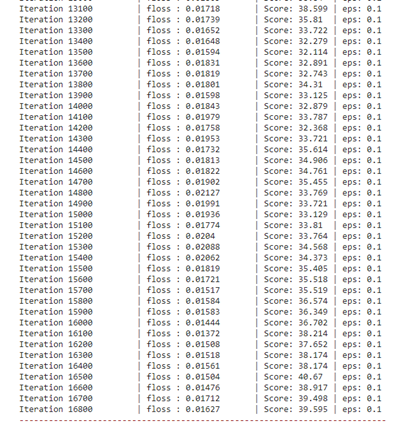 Iteration 13100 | floss : 0.01718 | Score: 38.599 | eps: 0.1
Iteration 13200 | floss : 0.01739 | Score: 35.81 | eps: 0.1
Iteration 13300 | floss : 0.01652 | Score: 33.722 | eps: 0.1
Iteration 13400 | floss : 0.01648 | Score: 32.279 | eps: 0.1
Iteration 13500 | floss : 0.01594 | Score: 32.114 | eps: 0.1
Iteration 13600 | floss : 0.01831 | Score: 32.891 | eps: 0.1
Iteration 13700 | floss : 0.01819 | Score: 32.743 | eps: 0.1
Iteration 13800 | floss : 0.01801 | Score: 34.31 | eps: 0.1
Iteration 13900 | floss : 0.01598 | Score: 33.125 | eps: 0.1
Iteration 14000 | floss : 0.01843 | Score: 32.879 | eps: 0.1
Iteration 14100 | floss : 0.01979 | Score: 33.787 | eps: 0.1
Iteration 14200 | floss : 0.01758 | Score: 32.368 | eps: 0.1
Iteration 14300 | floss : 0.01953 | Score: 33.721 | eps: 0.1
Iteration 14400 | floss : 0.01732 | Score: 35.614 | eps: 0.1
Iteration 14500 | floss : 0.01813 | Score: 34.906 | eps: 0.1
Iteration 14600 | floss : 0.01822 | Score: 34.761 | eps: 0.1
Iteration 14700 | floss : 0.01902 | Score: 35.455 | eps: 0.1
Iteration 14800 | floss : 0.02127 | Score: 33.769 | eps: 0.1
Iteration 14900 | floss : 0.01991 | Score: 33.721 | eps: 0.1
Iteration 15000 | floss : 0.01936 | Score: 33.129 | eps: 0.1
Iteration 15100 | floss : 0.01774 | Score: 33.81 | eps: 0.1
Iteration 15200 | floss : 0.0204 | Score: 33.764 | eps: 0.1
Iteration 15300 | floss : 0.02088 | Score: 34.568 | eps: 0.1
Iteration 15400 | floss : 0.02062 | Score: 34.373 | eps: 0.1
Iteration 15500 | floss : 0.01819 | Score: 35.405 | eps: 0.1
Iteration 15600 | floss : 0.01721 | Score: 35.518 | eps: 0.1
Iteration 15700 | floss : 0.01517 | Score: 35.519 | eps: 0.1
Iteration 15800 | floss : 0.01584 | Score: 36.574 | eps: 0.1
Iteration 15900 | floss : 0.01583 | Score: 36.349 | eps: 0.1
Iteration 16000 | floss : 0.01444 | Score: 36.702 | eps: 0.1
Iteration 16100 | floss : 0.01372 | Score: 38.214 | eps: 0.1
Iteration 16200 | floss : 0.01508 | Score: 37.652 | eps: 0.1
Iteration 16300 | floss : 0.01518 | Score: 38.174 | eps: 0.1
Iteration 16400 | floss : 0.01561 | Score: 38.174 | eps: 0.1
Iteration 16500 | floss : 0.01504 | Score: 40.67 | eps: 0.1
Iteration 16600 | floss : 0.01476 | Score: 38.917 | eps: 0.1
Iteration 16700 | floss : 0.01712 | Score: 39.498 | eps: 0.1
Iteration 16800 | floss : 0.01627 | Score: 39.595 | eps: 0.1